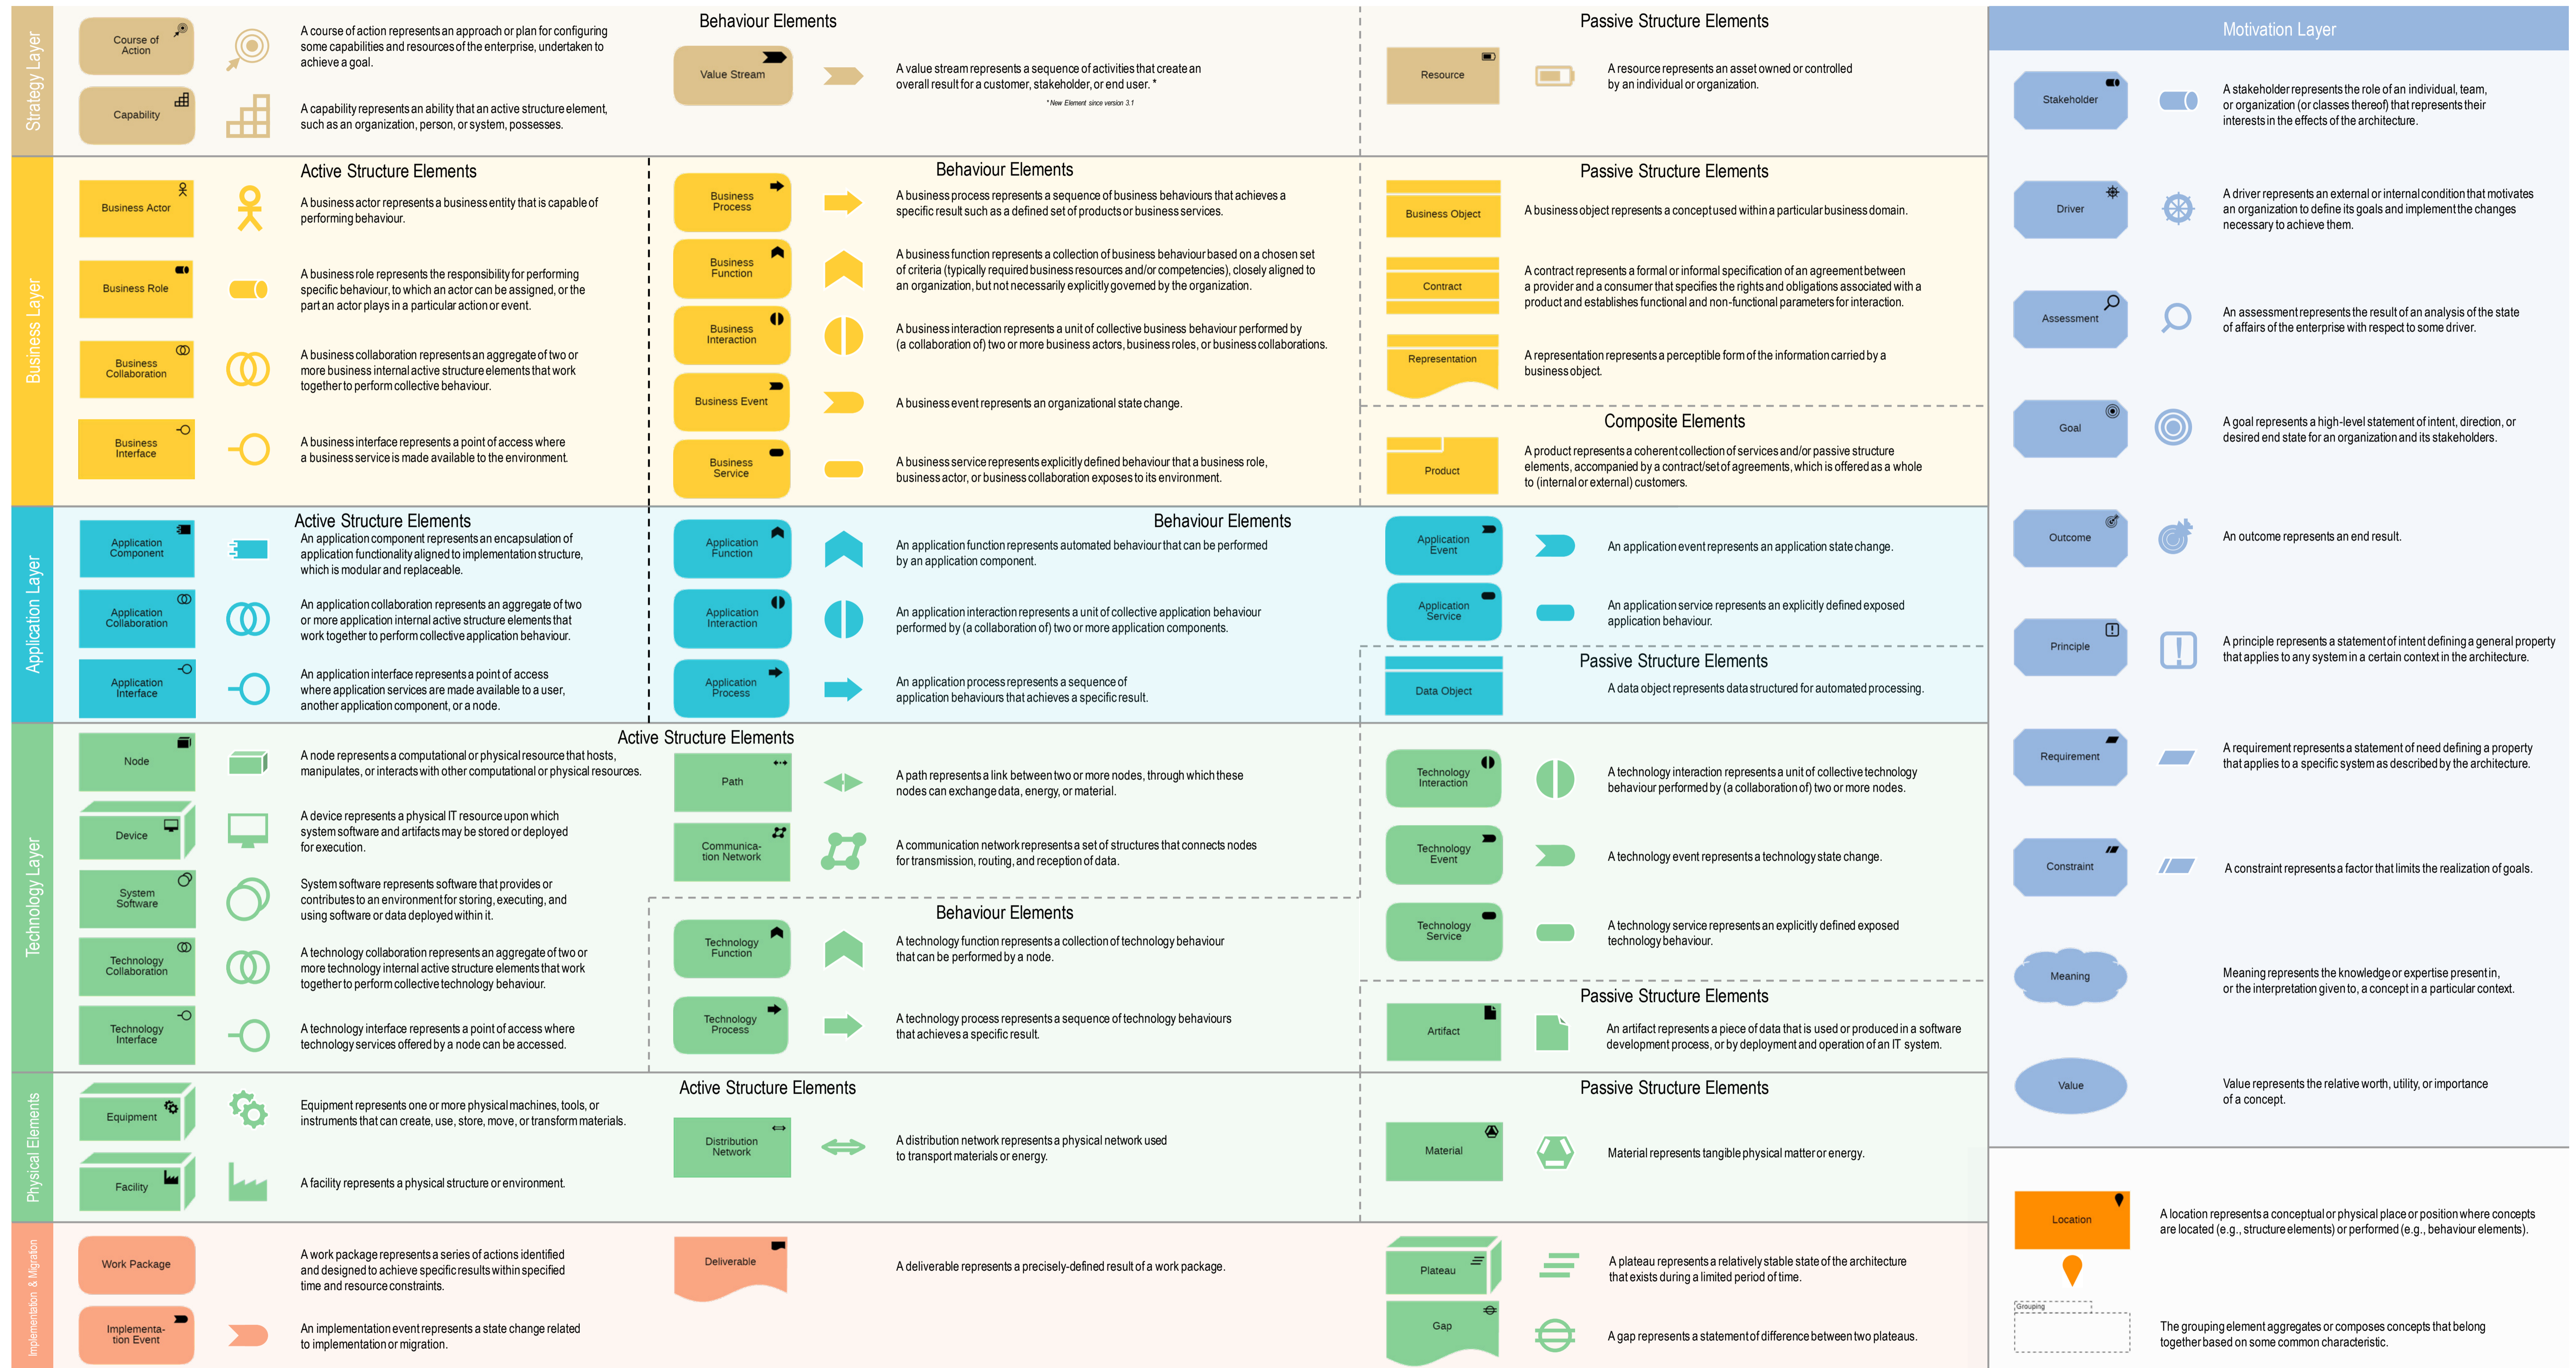 Strategy Layer
Course of
Action
A course of action represents an approach or plan for configuring
some capabilities and resources of the enterprise, undertaken to
achieve a goal.
Capability
A capability represents an ability that an active structure element,
such as an organization, person, or system, possesses.
Behaviour Elements
Value Stream
A value stream represents a sequence of activities that create an
overall result for a customer, stakeholder, or end user. *
* New Element since version 3.1
Passive Structure Elements
Resource
A resource represents an asset owned or controlled
by an individual or organization.
Business Layer
Active Structure Elements
Business Actor
A business actor represents a business entity that is capable of
performing behaviour.
Business Role
A business role represents the responsibility for performing
specific behaviour, to which an actor can be assigned, or the
part an actor plays in a particular action or event.
Business
Collaboration
A business collaboration represents an aggregate of two or
more business internal active structure elements that work
together to perform collective behaviour.
Business
Interface
A business interface represents a point of access where
a business service is made available to the environment.
Behaviour Elements
Business
Process
A business process represents a sequence of business behaviours that achieves a
specific result such as a defined set of products or business services.
Business
Function
A business function represents a collection of business behaviour based on a chosen set
of criteria (typically required business resources and/or competencies), closely aligned to
an organization, but not necessarily explicitly governed by the organization.
Business
Interaction
A business interaction represents a unit of collective business behaviour performed by
(a collaboration of) two or more business actors, business roles, or business collaborations.
Business Event
A business event represents an organizational state change.
Business
Service
A business service represents explicitly defined behaviour that a business role,
business actor, or business collaboration exposes to its environment.
Passive Structure Elements
Business Object
A business object represents a concept used within a particular business domain.
Contract
A contract represents a formal or informal specification of an agreement between
a provider and a consumer that specifies the rights and obligations associated with a
product and establishes functional and non-functional parameters for interaction.
Representation
A representation represents a perceptible form of the information carried by a
business object.
Composite Elements
Product
A product represents a coherent collection of services and/or passive structure
elements, accompanied by a contract/set of agreements, which is offered as a whole
to (internal or external) customers.
Application Layer
Active Structure Elements
Application
Component
An application component represents an encapsulation of
application functionality aligned to implementation structure,
which is modular and replaceable.
Application
Collaboration
An application collaboration represents an aggregate of two
or more application internal active structure elements that
work together to perform collective application behaviour.
Application
Interface
An application interface represents a point of access
where application services are made available to a user,
another application component, or a node.
Behaviour Elements
Application
Function
An application function represents automated behaviour that can be performed
by an application component.
Application
Interaction
An application interaction represents a unit of collective application behaviour
performed by (a collaboration of) two or more application components.
Application
Process
An application process represents a sequence of
application behaviours that achieves a specific result.
Application
Event
An application event represents an application state change.
Application
Service
An application service represents an explicitly defined exposed
application behaviour.
Passive Structure Elements
Data Object
A data object represents data structured for automated processing.
Technology Layer
Active Structure Elements
Node
A node represents a computational or physical resource that hosts,
manipulates, or interacts with other computational or physical resources.
Device
A device represents a physical IT resource upon which
system software and artifacts may be stored or deployed
for execution.
System
Software
System software represents software that provides or
contributes to an environment for storing, executing, and
using software or data deployed within it.
Technology
Collaboration
A technology collaboration represents an aggregate of two or
more technology internal active structure elements that work
together to perform collective technology behaviour.
Technology
Interface
A technology interface represents a point of access where
technology services offered by a node can be accessed.
Path
A path represents a link between two or more nodes, through which these
nodes can exchange data, energy, or material.
Communica-
tion Network
A communication network represents a set of structures that connects nodes
for transmission, routing, and reception of data.
Behaviour Elements
Technology
Function
A technology function represents a collection of technology behaviour
that can be performed by a node.
Technology
Process
A technology process represents a sequence of technology behaviours
that achieves a specific result.
Technology
Interaction
A technology interaction represents a unit of collective technology
behaviour performed by (a collaboration of) two or more nodes.
Technology
Event
A technology event represents a technology state change.
Technology
Service
A technology service represents an explicitly defined exposed
technology behaviour.
Passive Structure Elements
Artifact
An artifact represents a piece of data that is used or produced in a software
development process, or by deployment and operation of an IT system.
Physical Elements
Active Structure Elements
Equipment
Equipment represents one or more physical machines, tools, or
instruments that can create, use, store, move, or transform materials.
Facility
A facility represents a physical structure or environment.
Distribution
Network
A distribution network represents a physical network used
to transport materials or energy.
Passive Structure Elements
Material
Material represents tangible physical matter or energy.
Implementation & Migration
Work Package
A work package represents a series of actions identified
and designed to achieve specific results within specified
time and resource constraints.
Implementa-
tion Event
An implementation event represents a state change related
to implementation or migration.
Deliverable
A deliverable represents a precisely-defined result of a work package.
Plateau
A plateau represents a relatively stable state of the architecture
that exists during a limited period of time.
Gap
A gap represents a statement of difference between two plateaus.
Motivation Layer
Stakeholder
A stakeholder represents the role of an individual, team,
or organization (or classes thereof) that represents their
interests in the effects of the architecture.
Driver
A driver represents an external or internal condition that motivates
an organization to define its goals and implement the changes
necessary to achieve them.
Assessment
An assessment represents the result of an analysis of the state
of affairs of the enterprise with respect to some driver.
Goal
A goal represents a high-level statement of intent, direction, or
desired end state for an organization and its stakeholders.
Outcome
An outcome represents an end result.
Principle
A principle represents a statement of intent defining a general property
that applies to any system in a certain context in the architecture.
Requirement
A requirement represents a statement of need defining a property
that applies to a specific system as described by the architecture.
Constraint
A constraint represents a factor that limits the realization of goals.
Meaning
Meaning represents the knowledge or expertise present in,
or the interpretation given to, a concept in a particular context.
Value
Value represents the relative worth, utility, or importance
of a concept.
Location
A location represents a conceptual or physical place or position where concepts
are located (e.g., structure elements) or performed (e.g., behaviour elements).
Grouping
The grouping element aggregates or composes concepts that belong
together based on some common characteristic.